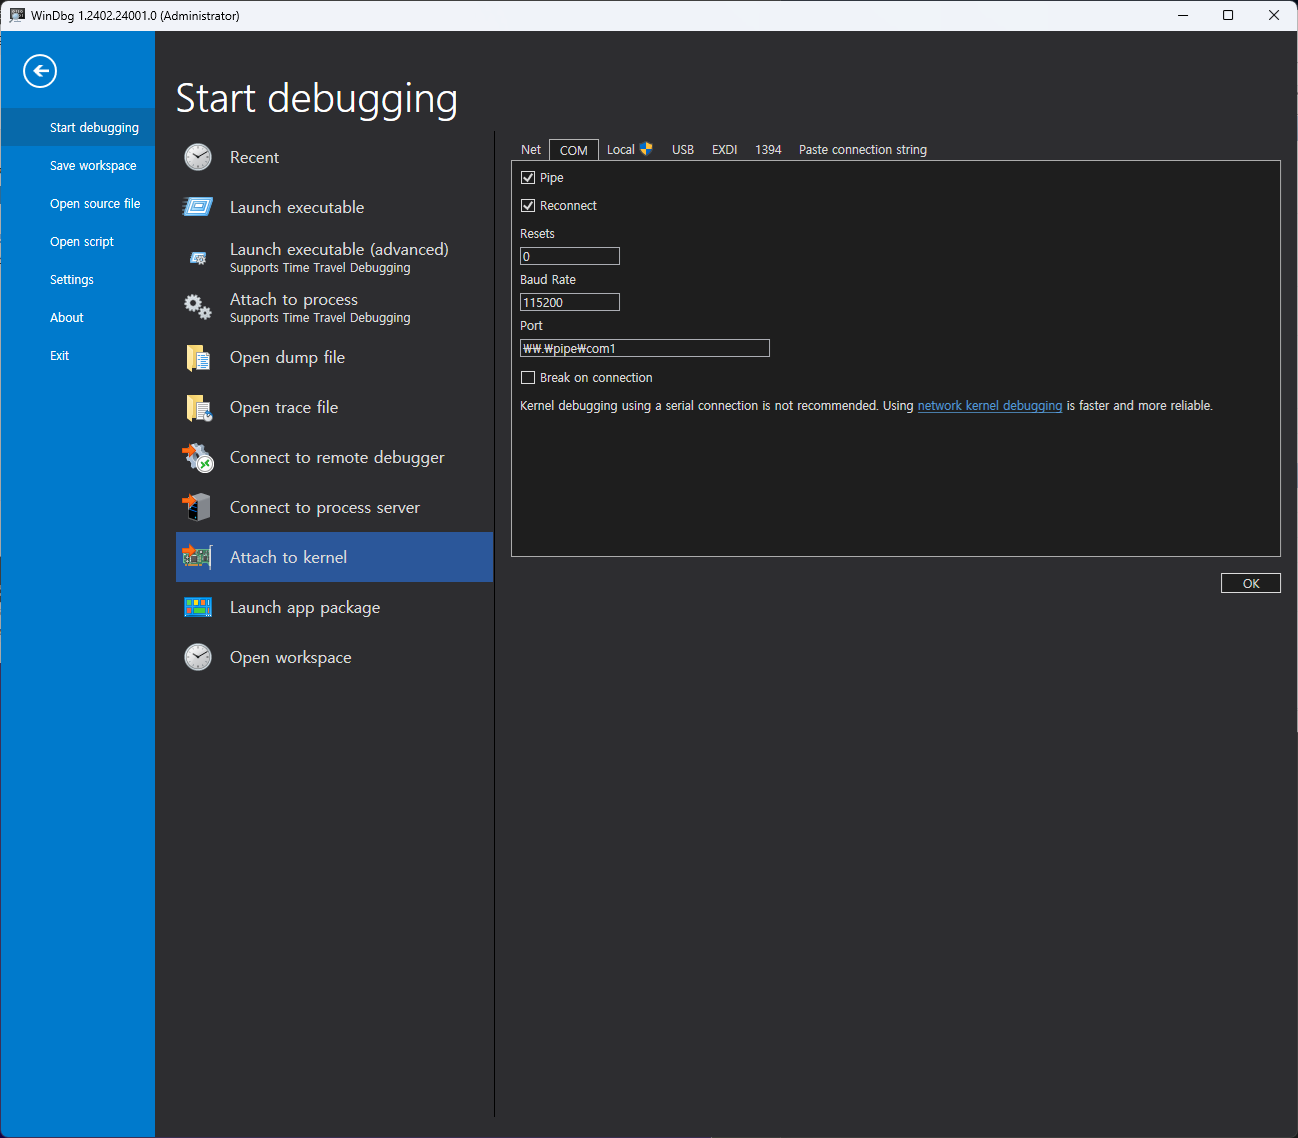 WinDbg 1.2402.24001.0 (Administrator)
Start debugging
Save workspace
Open source file
Open script
Settings
About
Exit
Start debugging
Recent
Launch executable
Launch executable (advanced)
Supports Time Travel Debugging
Attach to process
Supports Time Travel Debugging
Open dump file
Open trace file
Connect to remote debugger
Connect to process server
Attach to kernel
Launch app package
Open workspace
Net COM Local USB EXDI 1394 Paste connection string
Pipe
Reconnect
Resets
0
Baud Rate
115200
Port
₩₩.₩pipe₩com1
Break on connection
Kernel debugging using a serial connection is not recommended. Using network kernel debugging is faster and more reliable.
OK